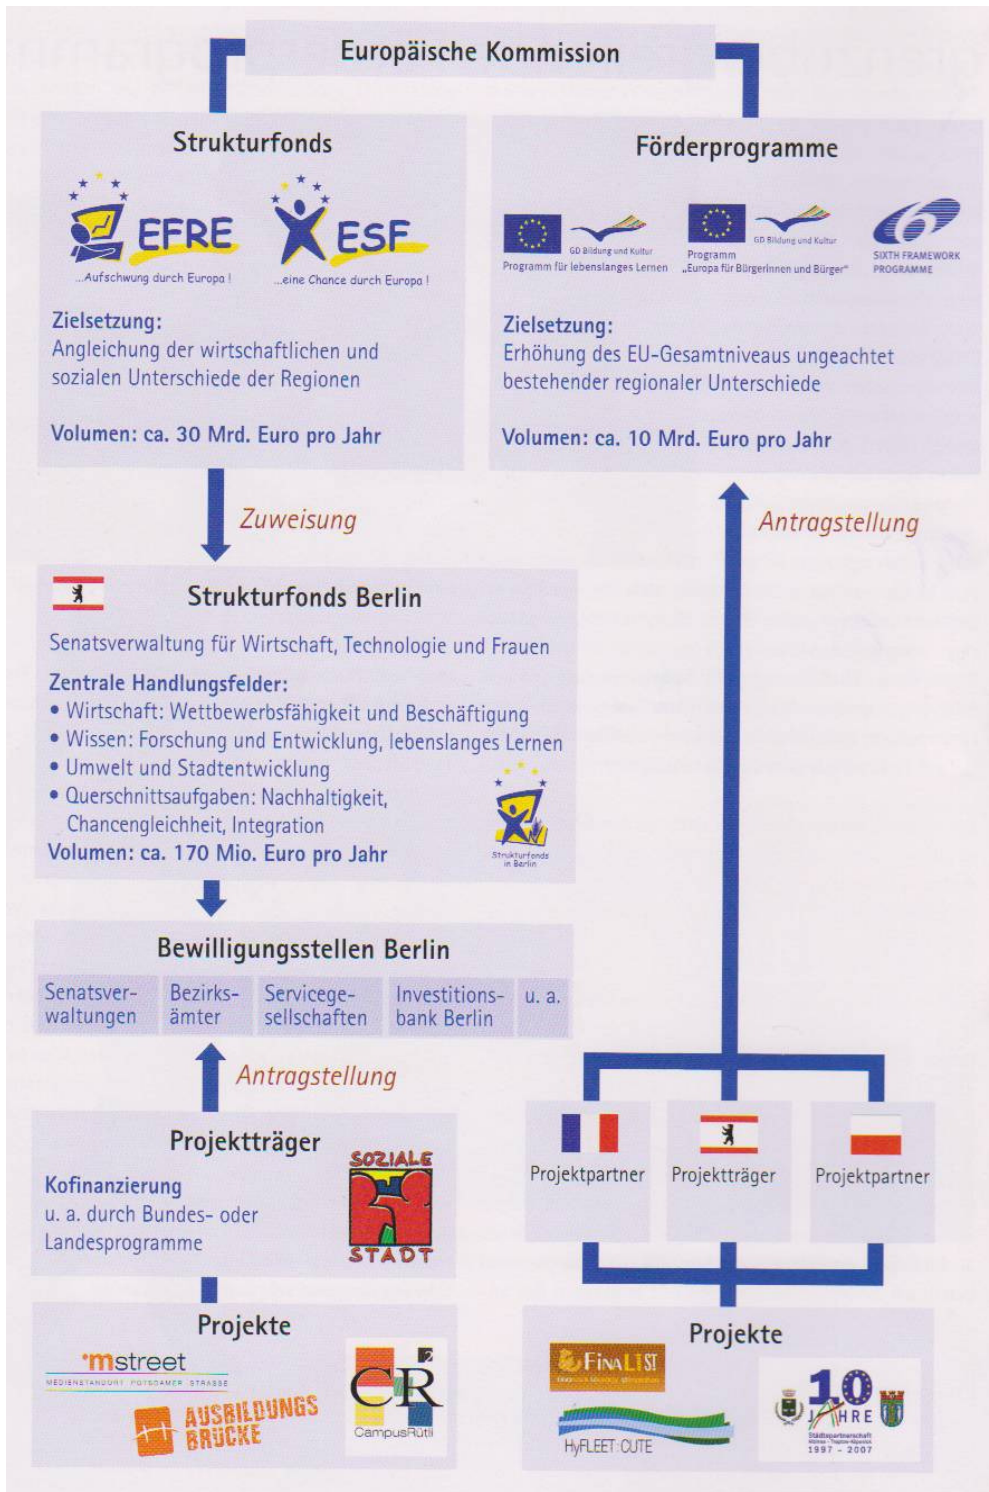 Europäische Kommission
Strukturfonds
EFRE
...Aufschwung durch Europa !
ESF
...eine Chance durch Europa !
Zielsetzung:
Angleichung der wirtschaftlichen und
sozialen Unterschiede der Regionen
Volumen: ca. 30 Mrd. Euro pro Jahr
Förderprogramme
GD Bildung und Kultur
Programm für lebenslanges Lernen
GD Bildung und Kultur
Programm
„Europa für Bürgerinnen und Bürger“
6
SIXTH FRAMEWORK
PROGRAMME
Zielsetzung:
Erhöhung des EU-Gesamtniveaus ungeachtet
bestehender regionaler Unterschiede
Volumen: ca. 10 Mrd. Euro pro Jahr
Zuweisung
Antragstellung
Strukturfonds Berlin
Senatsverwaltung für Wirtschaft, Technologie und Frauen
Zentrale Handlungsfelder:
• Wirtschaft: Wettbewerbsfähigkeit und Beschäftigung
• Wissen: Forschung und Entwicklung, lebenslanges Lernen
• Umwelt und Stadtentwicklung
• Querschnittsaufgaben: Nachhaltigkeit,
Chancengleichheit, Integration
Volumen: ca. 170 Mio. Euro pro Jahr
Strukturfonds
in Berlin
Bewilligungsstellen Berlin
Senatsver-
waltungen
Bezirks-
ämter
Servicege-
sellschaften
Investitions-
bank Berlin
u. a.
Antragstellung
Projektträger
Kofinanzierung
u. a. durch Bundes- oder
Landesprogramme
SOZIALE
STADT
Projektpartner
Projektträger
Projektpartner
Projekte
mstreet
MEDIENSTANDORT POTSDAMER STRASSE
AUSBILDUNGS
BRÜCKE
CR²
CampusRütli
Projekte
FINALIST
HyFLEET:CUTE
10
JAHRE
Städtepartnerschaft
1997 - 2007